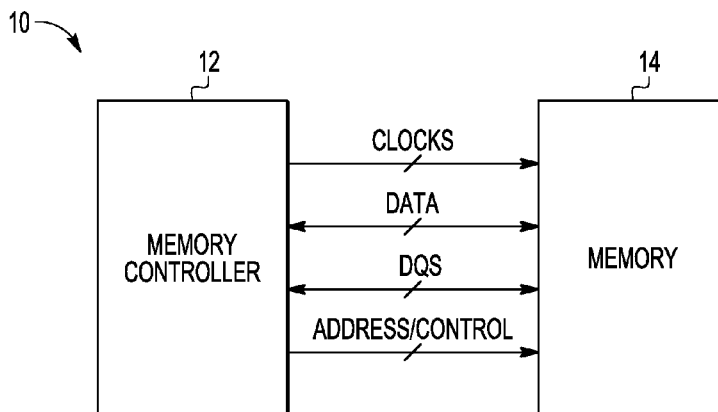 10
12
14
CLOCKS
DATA
MEMORY
CONTROLLER
MEMORY
DQS
ADDRESS/CONTROL